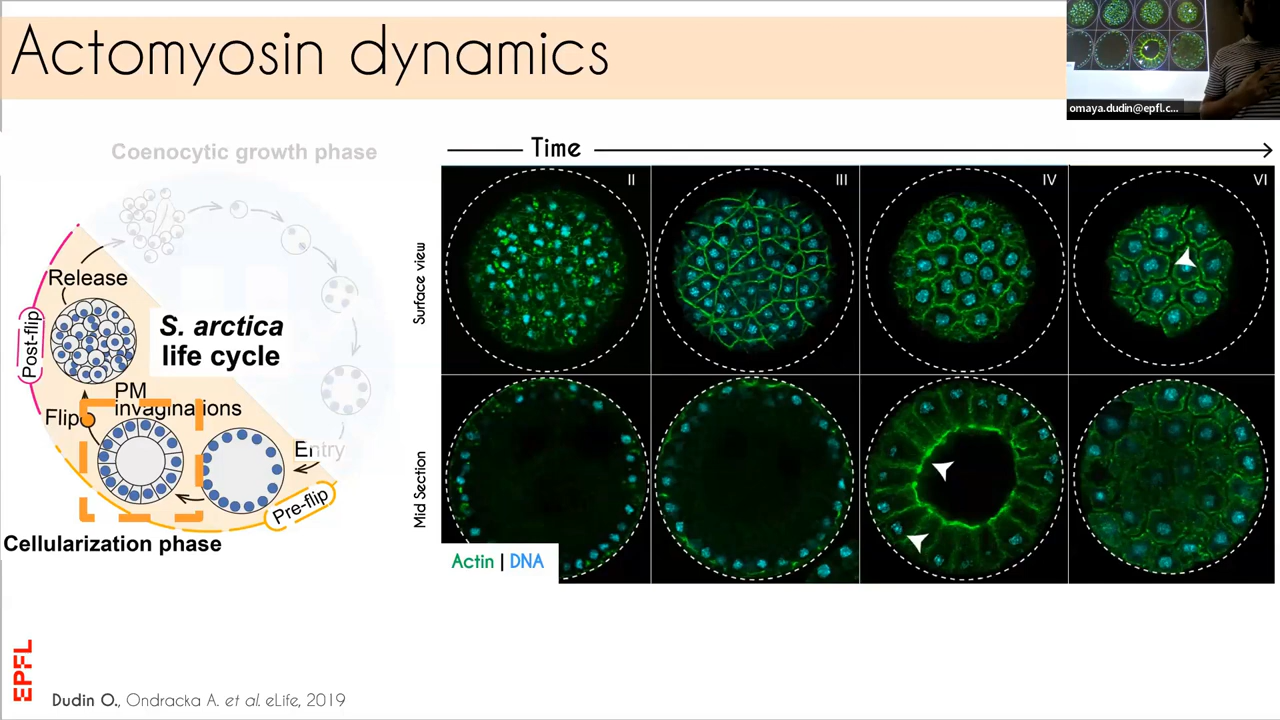 Actomyosin dynamics
omaya.dudin@epfl.c...
Coenocytic growth phase
Time
II
III
IV
VI
Surface view
Mid Section
Release
Post-flip
S. arctica
life cycle
PM
invaginations
Flip
Entry
Pre-flip
Cellularization phase
Actin | DNA
EPFL
Dudin O., Ondracka A. et al. eLife, 2019